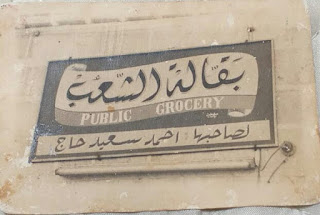 بقالة الشعب
PUBLIC GROCERY
لصاحبها: احمد سعيد حاج